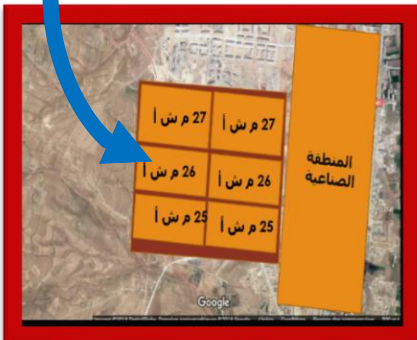 27 م ش أ
27 م ش أ
المنطقة
الصناعية
26 م ش أ
26 م ش أ
25 م ش أ
25 م ش أ
Google